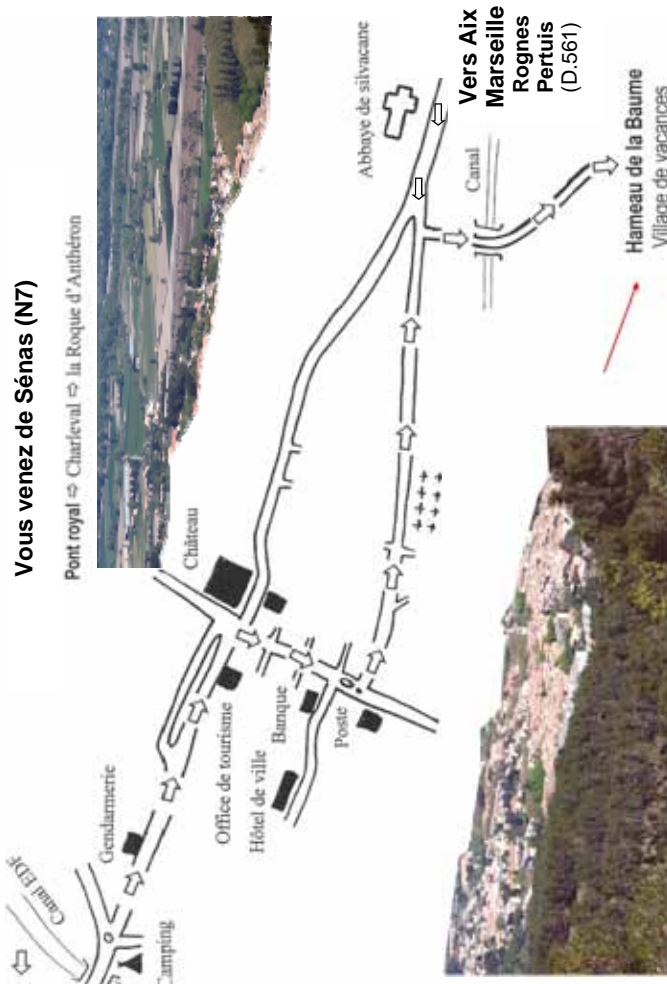 Vous venez de Sénas (N7)
Pont royal ⇨ Charleval ⇨ la Roque d'Anthéron
Canal EDF
Camping
Gendarmerie
Château
Office de tourisme
Hôtel de ville
Banque
Poste
Abbaye de silvacane
Vers Aix
Marseille
Rognes
Pertuis
(D.561)
Canal
Hameau de la Baume
Village de vacances